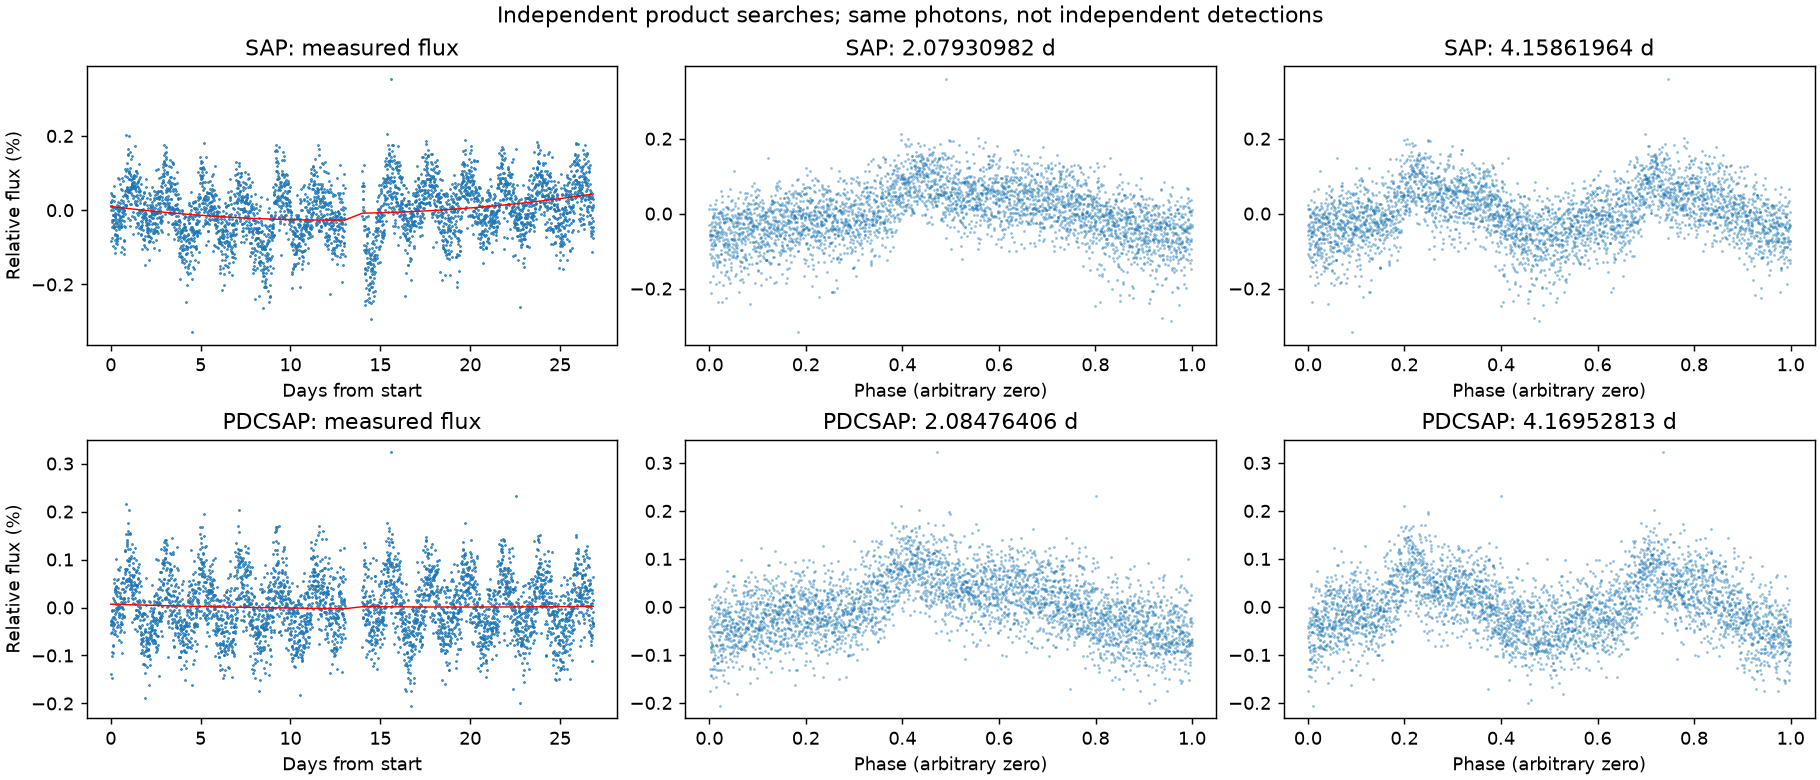 Independent product searches; same photons, not independent detections
SAP: measured flux
SAP: 2.07930982 d
SAP: 4.15861964 d
Relative flux (%)
0.2
0.0
−0.2
0.2
0.0
−0.2
0.2
0.0
−0.2
0 5 10 15 20 25
0.0 0.2 0.4 0.6 0.8 1.0
0.0 0.2 0.4 0.6 0.8 1.0
Days from start
Phase (arbitrary zero)
Phase (arbitrary zero)
PDCSAP: measured flux
PDCSAP: 2.08476406 d
PDCSAP: 4.16952813 d
Relative flux (%)
0.3
0.2
0.1
0.0
−0.1
−0.2
0.3
0.2
0.1
0.0
−0.1
−0.2
0.3
0.2
0.1
0.0
−0.1
−0.2
0 5 10 15 20 25
0.0 0.2 0.4 0.6 0.8 1.0
0.0 0.2 0.4 0.6 0.8 1.0
Days from start
Phase (arbitrary zero)
Phase (arbitrary zero)